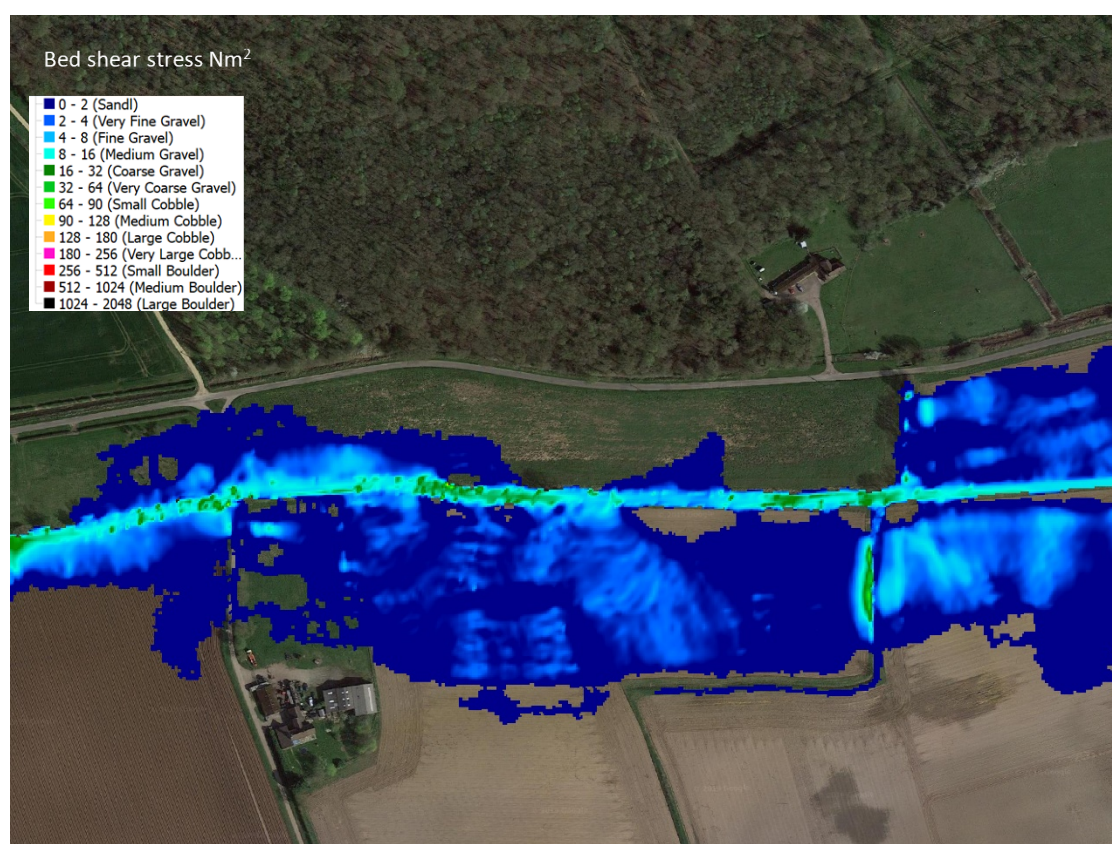 Bed shear stress Nm²
0 - 2 (Sandl)
2 - 4 (Very Fine Gravel)
4 - 8 (Fine Gravel)
8 - 16 (Medium Gravel)
16 - 32 (Coarse Gravel)
32 - 64 (Very Coarse Gravel)
64 - 90 (Small Cobble)
90 - 128 (Medium Cobble)
128 - 180 (Large Cobble)
180 - 256 (Very Large Cobb...
256 - 512 (Small Boulder)
512 - 1024 (Medium Boulder)
1024 - 2048 (Large Boulder)